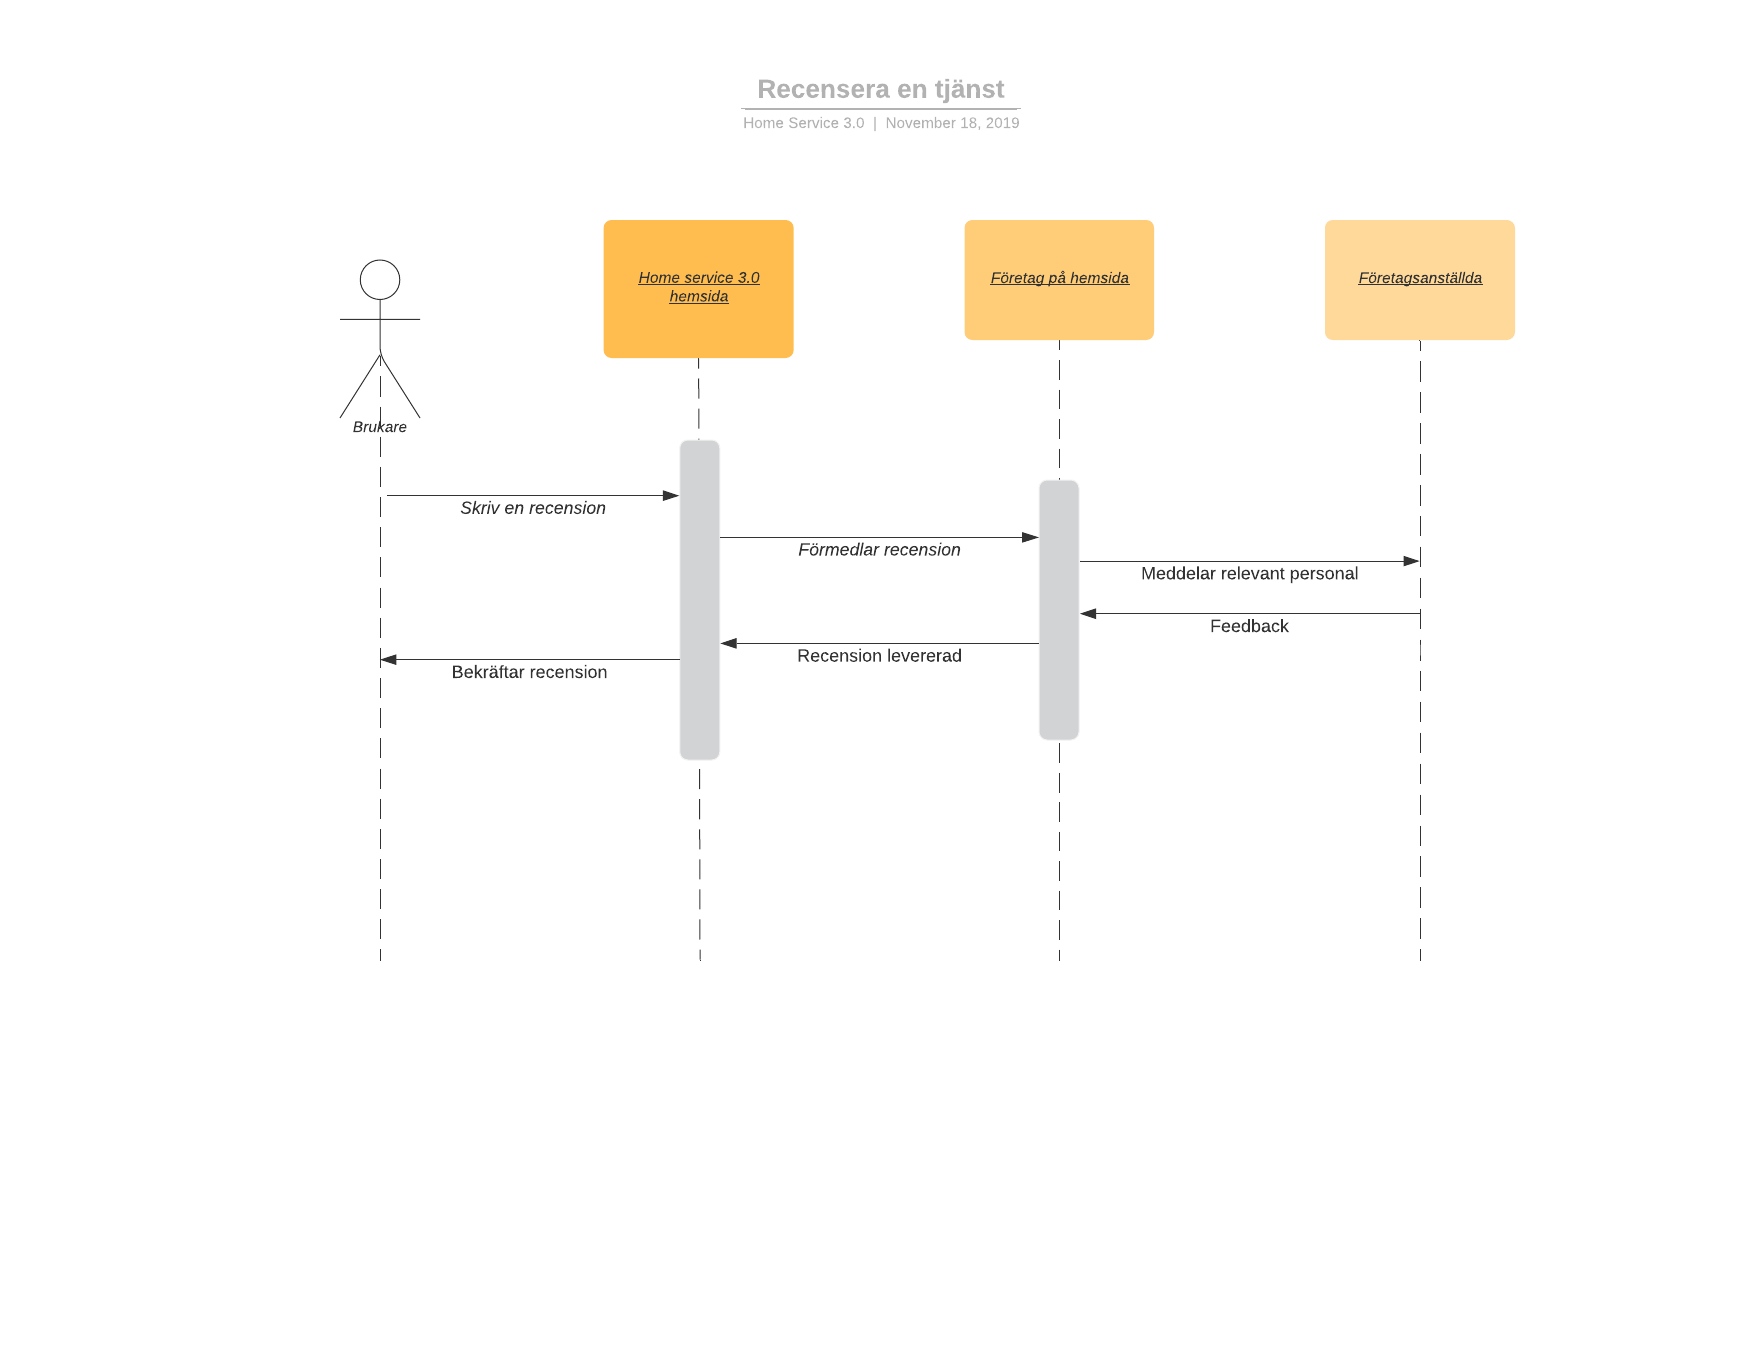 Recensera en tjänst
Home Service 3.0 | November 18, 2019
Home service 3.0
hemsida
Företag på hemsida
Företagsanställda
Brukare
Skriv en recension
Förmedlar recension
Meddelar relevant personal
Feedback
Recension levererad
Bekräftar recension